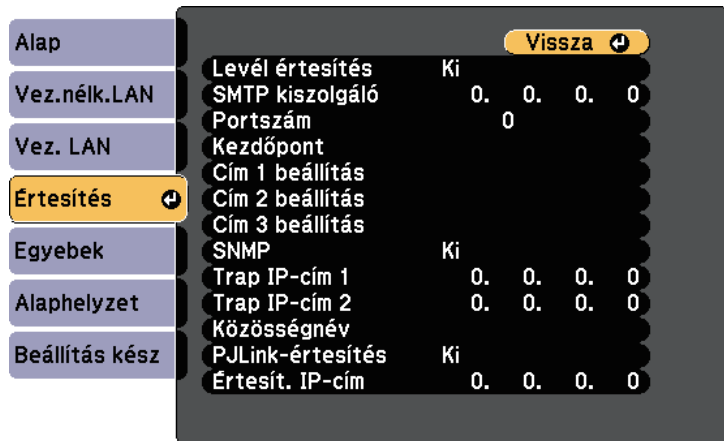 Alap
Vez.nélk.LAN
Vez. LAN
Értesítés
Egyebek
Alaphelyzet
Beállítás kész
Vissza
Levél értesítés Ki
SMTP kiszolgáló 0. 0. 0. 0
Portszám 0
Kezdőpont
Cím 1 beállítás
Cím 2 beállítás
Cím 3 beállítás
SNMP Ki
Trap IP-cím 1 0. 0. 0. 0
Trap IP-cím 2 0. 0. 0. 0
Közösségnév
PJLink-értesítés Ki
Értesít. IP-cím 0. 0. 0. 0